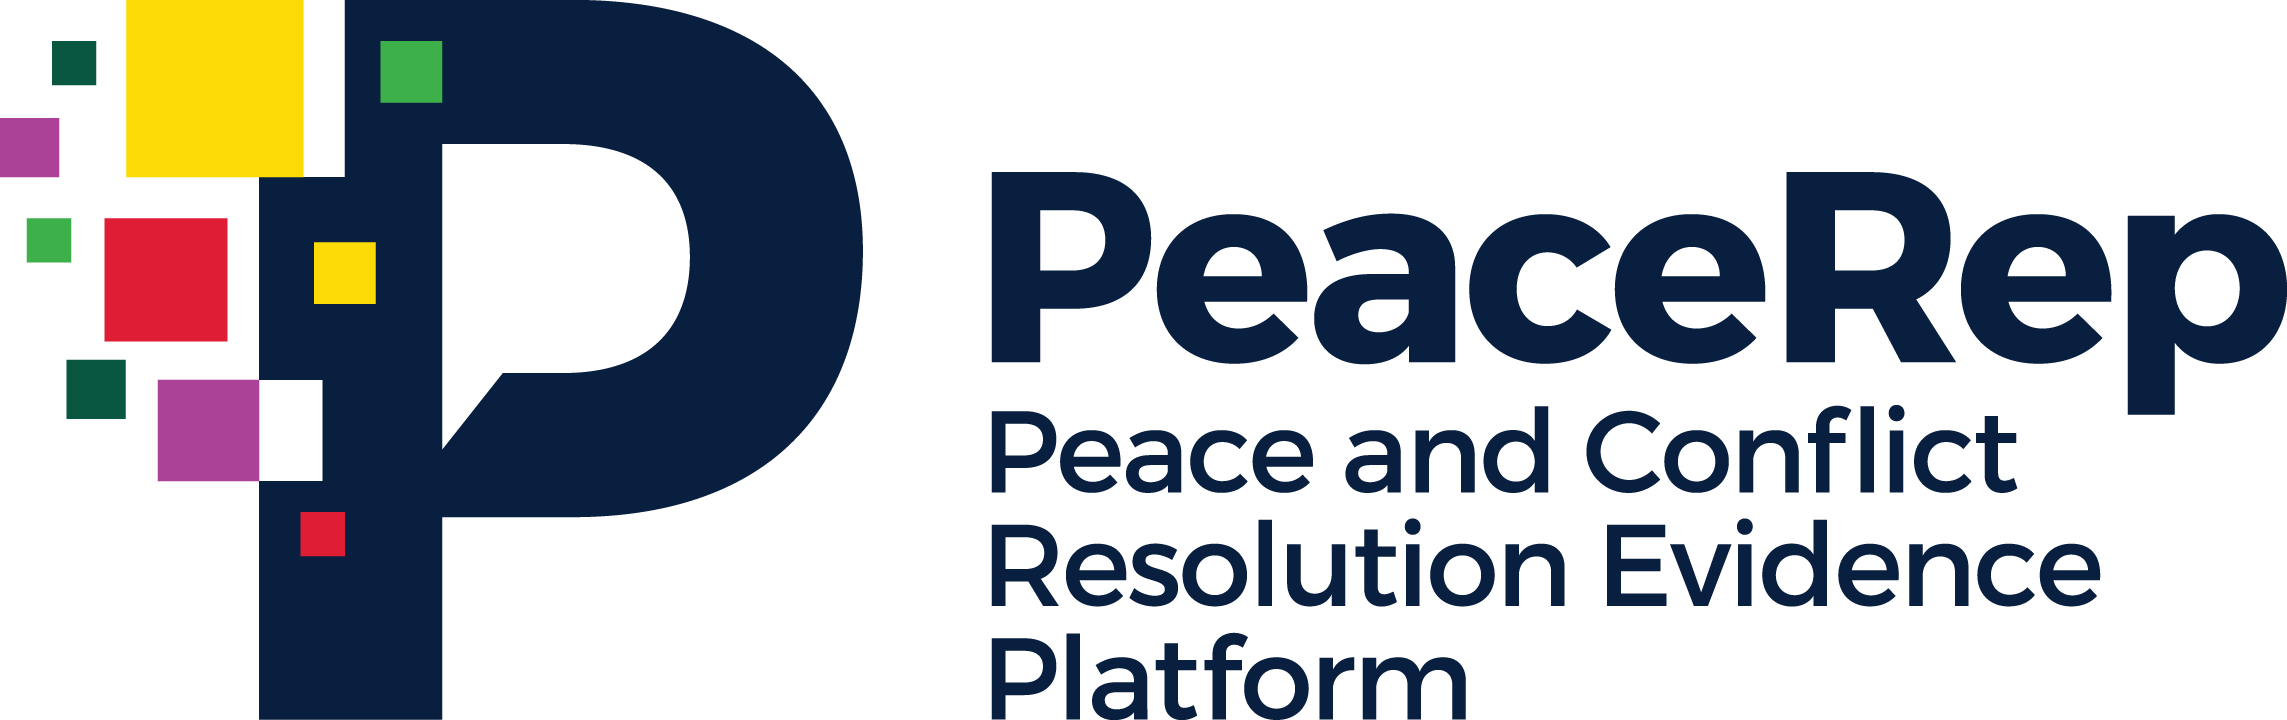 PeaceRep
Peace and Conflict
Resolution Evidence
Platform